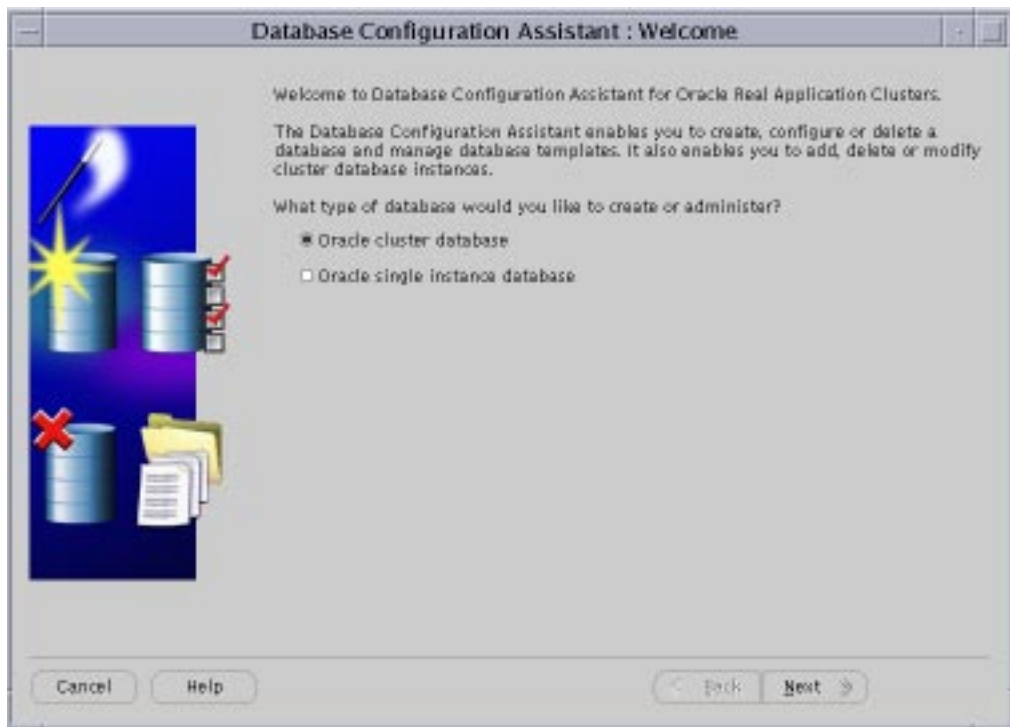 Database Configuration Assistant : Welcome
Welcome to Database Configuration Assistant for Oracle Real Application Clusters.
The Database Configuration Assistant enables you to create, configure or delete a
database and manage database templates. It also enables you to add, delete or modify
cluster database instances.
What type of database would you like to create or administer?
Oracle cluster database
Oracle single instance database
Cancel
Help
Back
Next